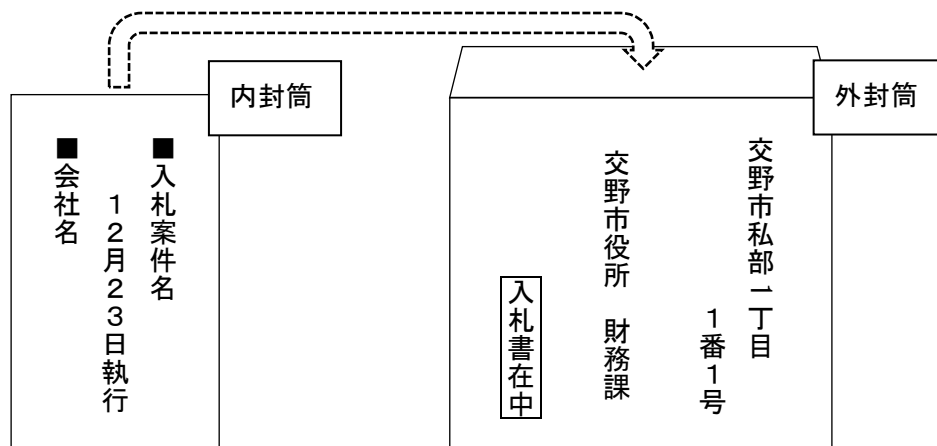 内封筒
■入札案件名
12月23日執行
■会社名
外封筒
交野市私部一丁目
1番1号
交野市役所 財務課
入札書在中